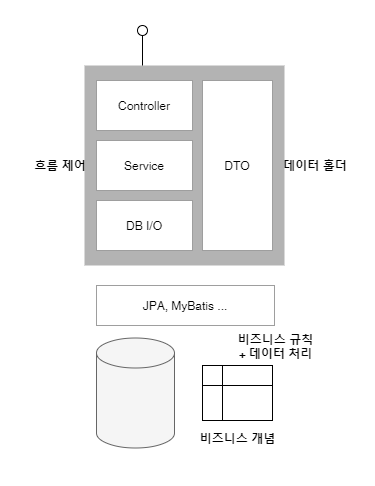 Controller
흐름 제어
Service
DTO
데이터 홀더
DB I/O
JPA, MyBatis ...
비즈니스 규칙
+ 데이터 처리
비즈니스 개념